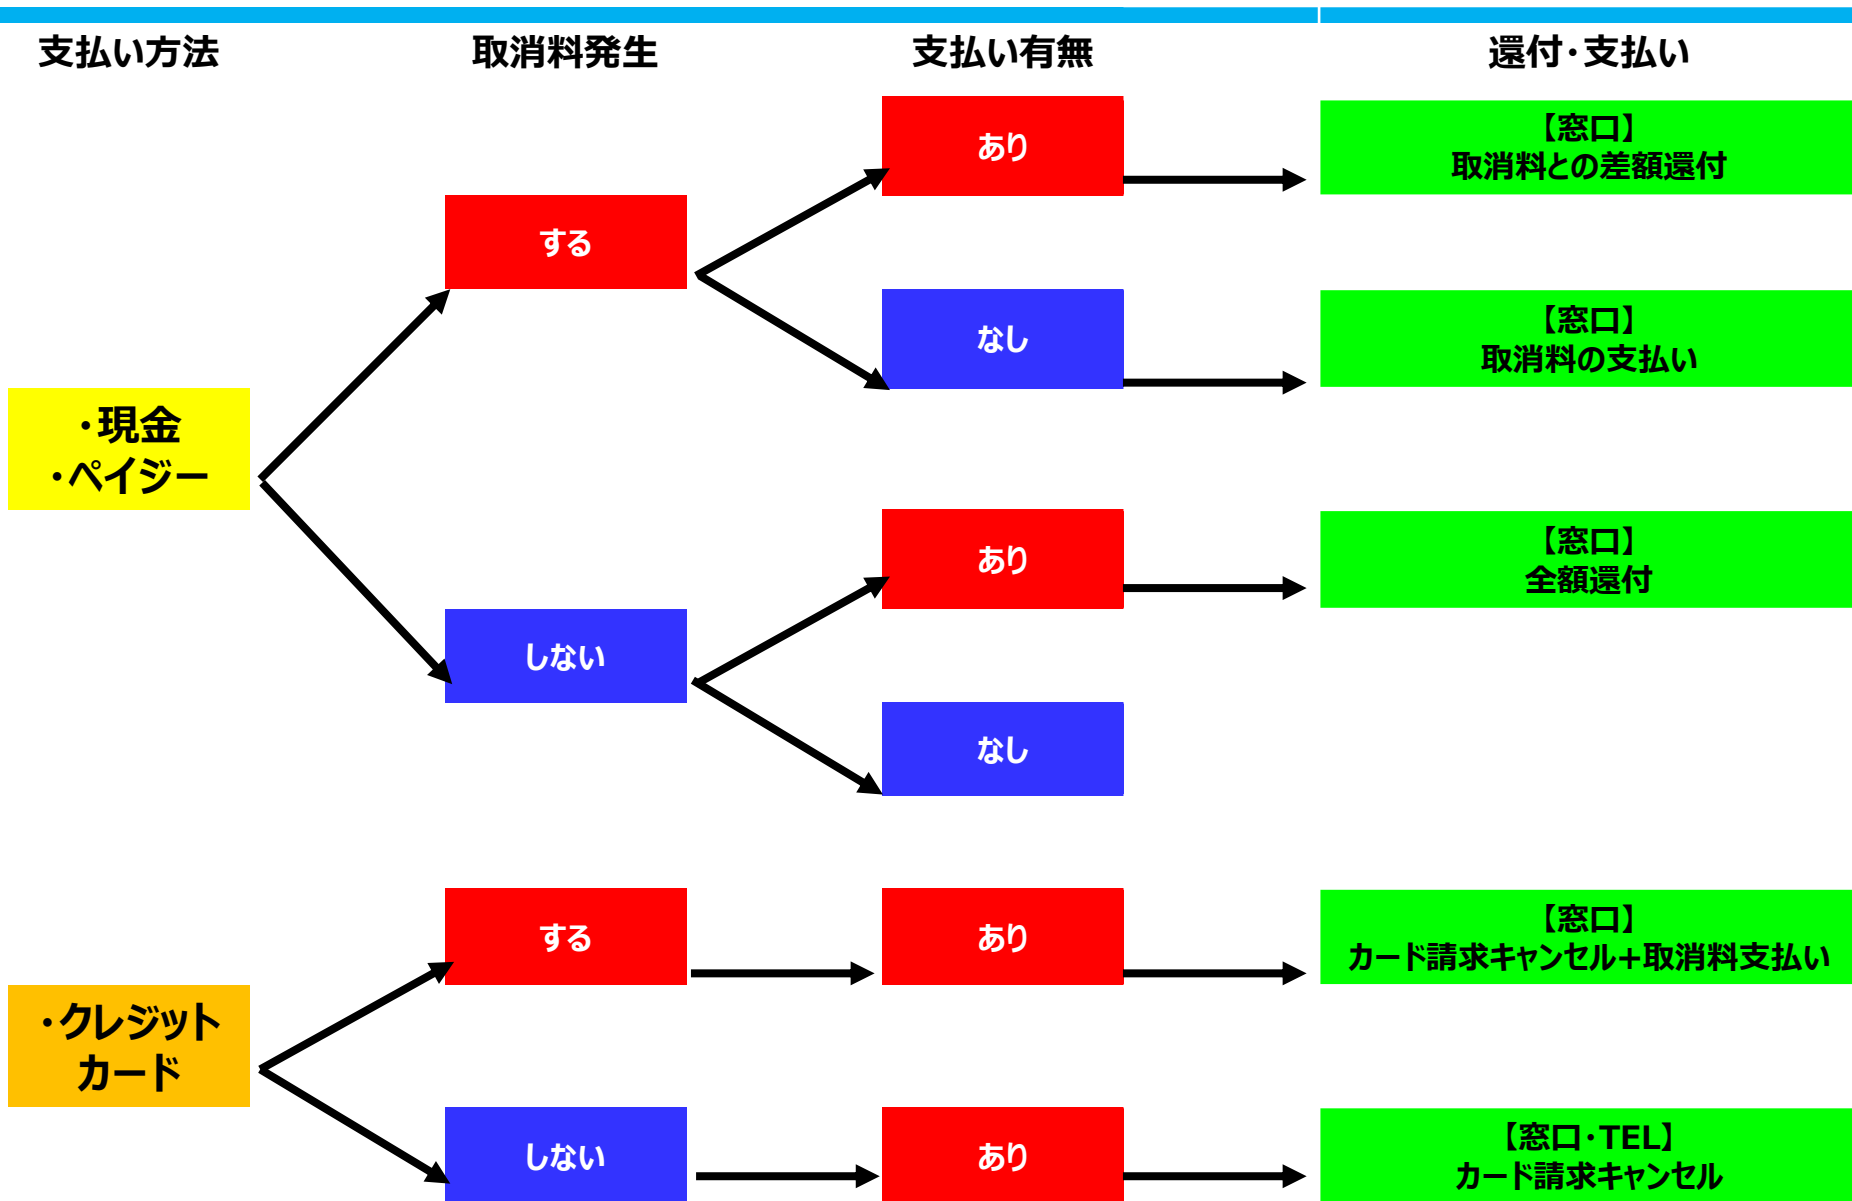 支払い方法
取消料発生
支払い有無
還付・支払い
あり
【窓口】
取消料との差額還付
する
なし
【窓口】
取消料の支払い
・現金
・ペイジー
あり
【窓口】
全額還付
しない
なし
する
あり
【窓口】
カード請求キャンセル+取消料支払い
・クレジット
カード
しない
あり
【窓口・TEL】
カード請求キャンセル